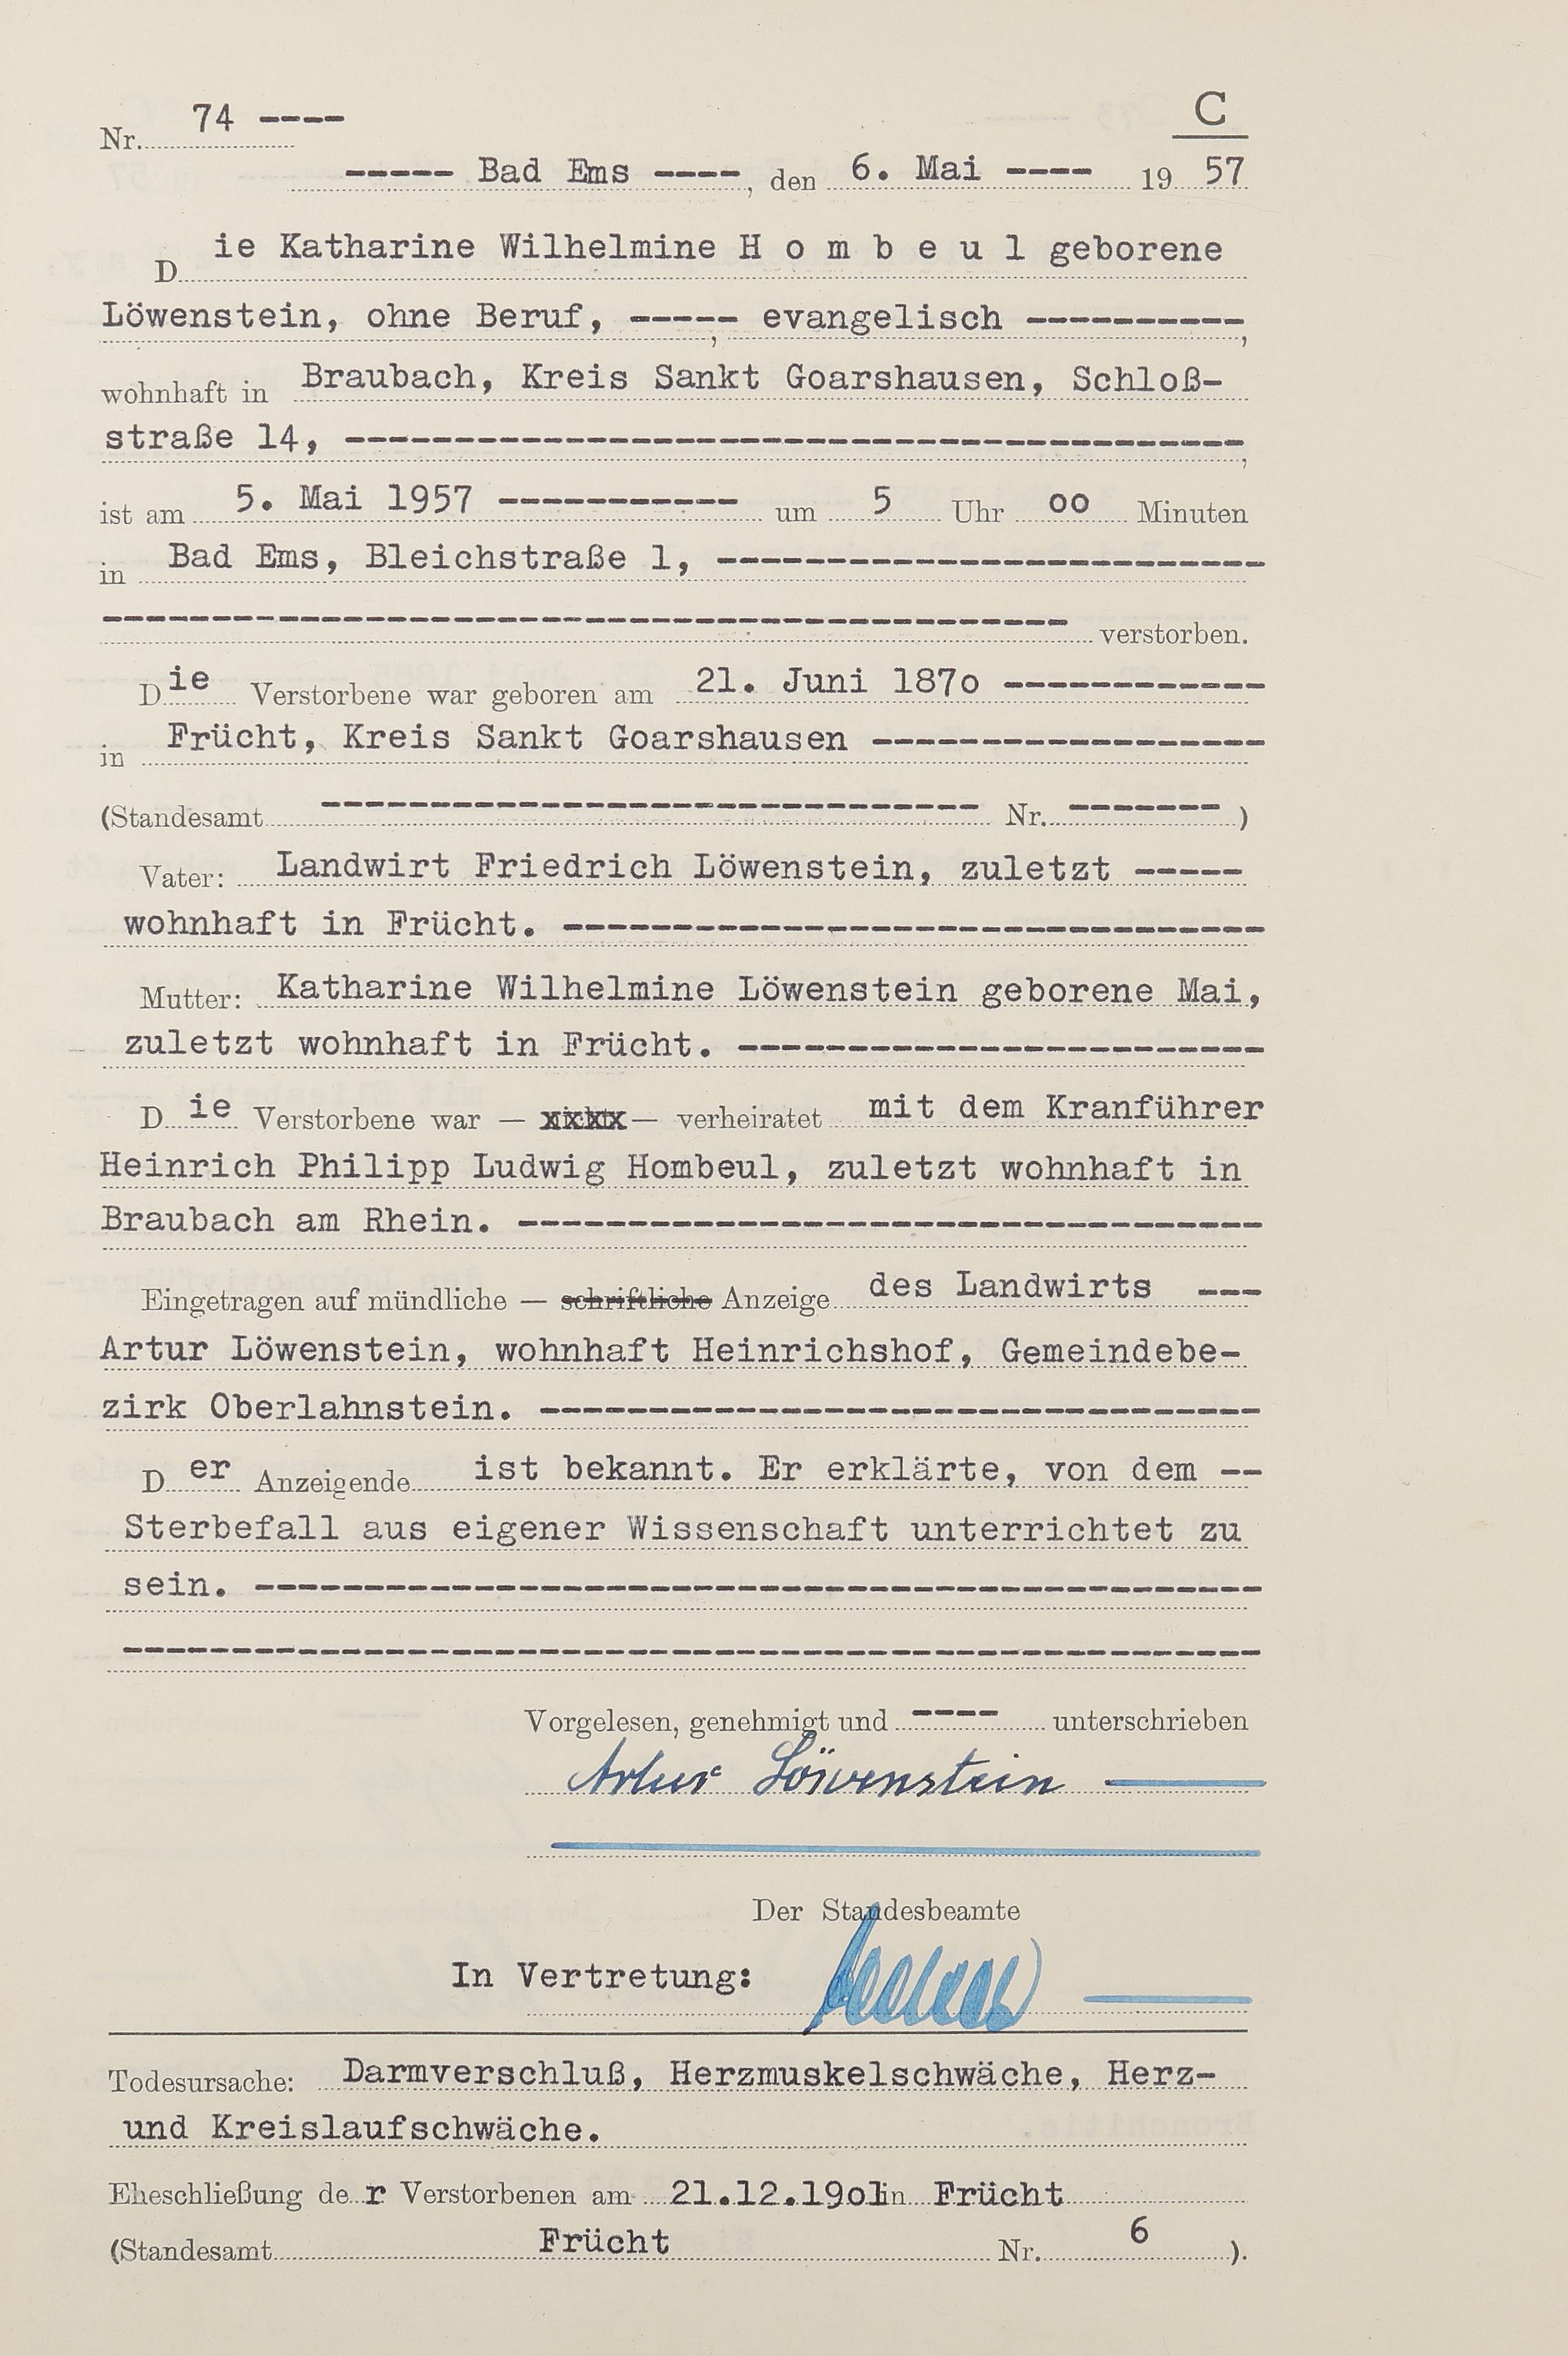 C
Nr. 74 ----
----- Bad Ems ----, den 6. Mai ---- 19 57
Die Katharine Wilhelmine H o m b e u l geborene
Löwenstein, ohne Beruf, -----, evangelisch ----------,
wohnhaft in Braubach, Kreis Sankt Goarshausen, Schloß-
straße 14, -----------------------------------------,
ist am 5. Mai 1957 ----------- um 5 Uhr oo Minuten
in Bad Ems, Bleichstraße 1, -------------------------
-------------------------------------------- verstorben.
Die Verstorbene war geboren am 21. Juni 187o ------------
in Frücht, Kreis Sankt Goarshausen ------------------
(Standesamt ------------------------------ Nr. ------- )
Vater: Landwirt Friedrich Löwenstein, zuletzt -----
wohnhaft in Frücht. --------------------------------
Mutter: Katharine Wilhelmine Löwenstein geborene Mai,
zuletzt wohnhaft in Frücht. ------------------------
Die Verstorbene war — xxxxx — verheiratet mit dem Kranführer
Heinrich Philipp Ludwig Hombeul, zuletzt wohnhaft in
Braubach am Rhein. ----------------------------------
Eingetragen auf mündliche — schriftliche Anzeige des Landwirts ---
Artur Löwenstein, wohnhaft Heinrichshof, Gemeindebe-
zirk Oberlahnstein. ---------------------------------
Der Anzeigende ist bekannt. Er erklärte, von dem --
Sterbefall aus eigener Wissenschaft unterrichtet zu
sein. ----------------------------------------------
----------------------------------------------------
Vorgelesen, genehmigt und ---- unterschrieben
Artur Löwenstein
Der Standesbeamte
In Vertretung:
Todesursache: Darmverschluß, Herzmuskelschwäche, Herz-
und Kreislaufschwäche.
Eheschließung der Verstorbenen am 21.12.19o1 in Frücht
(Standesamt Frücht Nr. 6 ).